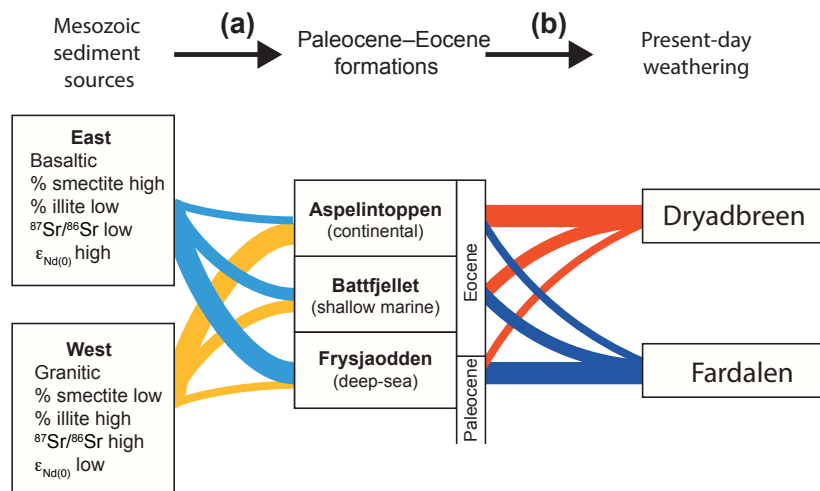 Mesozoic
sediment
sources
(a)
Paleocene–Eocene
formations
(b)
Present-day
weathering
East
Basaltic
% smectite high
% illite low
⁸⁷Sr/⁸⁶Sr low
εNd(0) high
West
Granitic
% smectite low
% illite high
⁸⁷Sr/⁸⁶Sr high
εNd(0) low
Aspelintoppen
(continental)
Battfjellet
(shallow marine)
Frysjaodden
(deep-sea)
Eocene
Paleocene
Dryadbreen
Fardalen